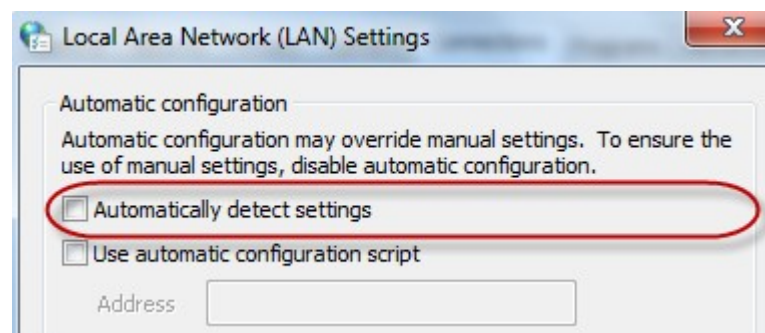 Local Area Network (LAN) Settings
Automatic configuration
Automatic configuration may override manual settings. To ensure the
use of manual settings, disable automatic configuration.
Automatically detect settings
Use automatic configuration script
Address